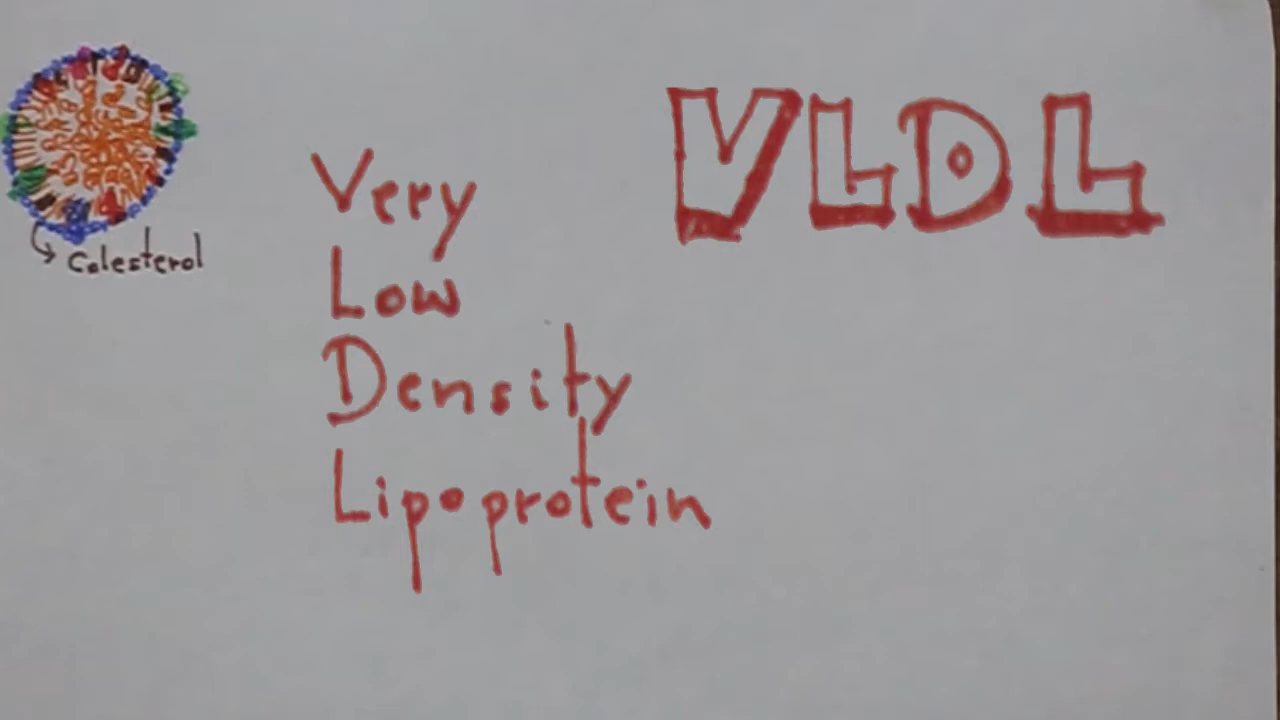 VLDL
Very
Low
Density
Lipoprotein
Colesterol